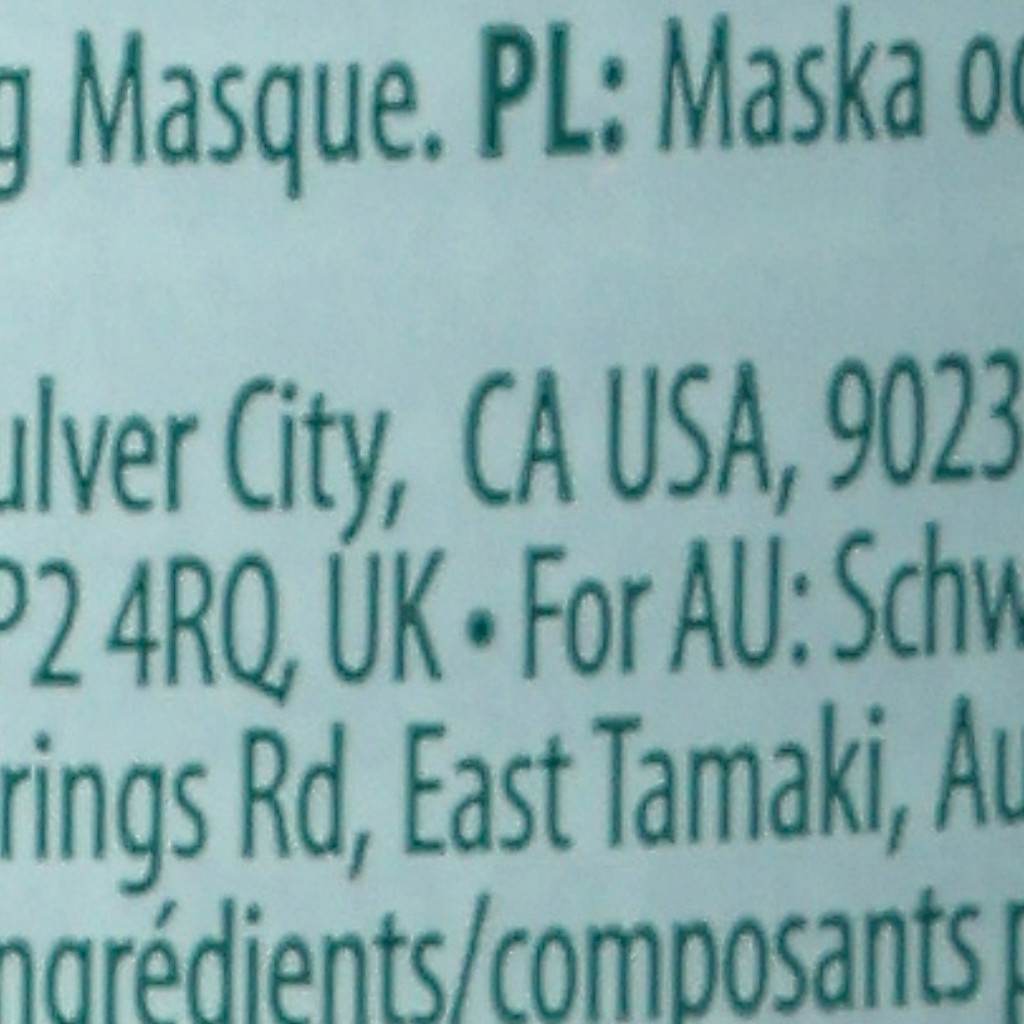 g Masque. PL: Maska od
ulver City, CA USA, 9023
P2 4RQ, UK • For AU: Schw
rings Rd, East Tamaki, Au
ngrédients/composants p